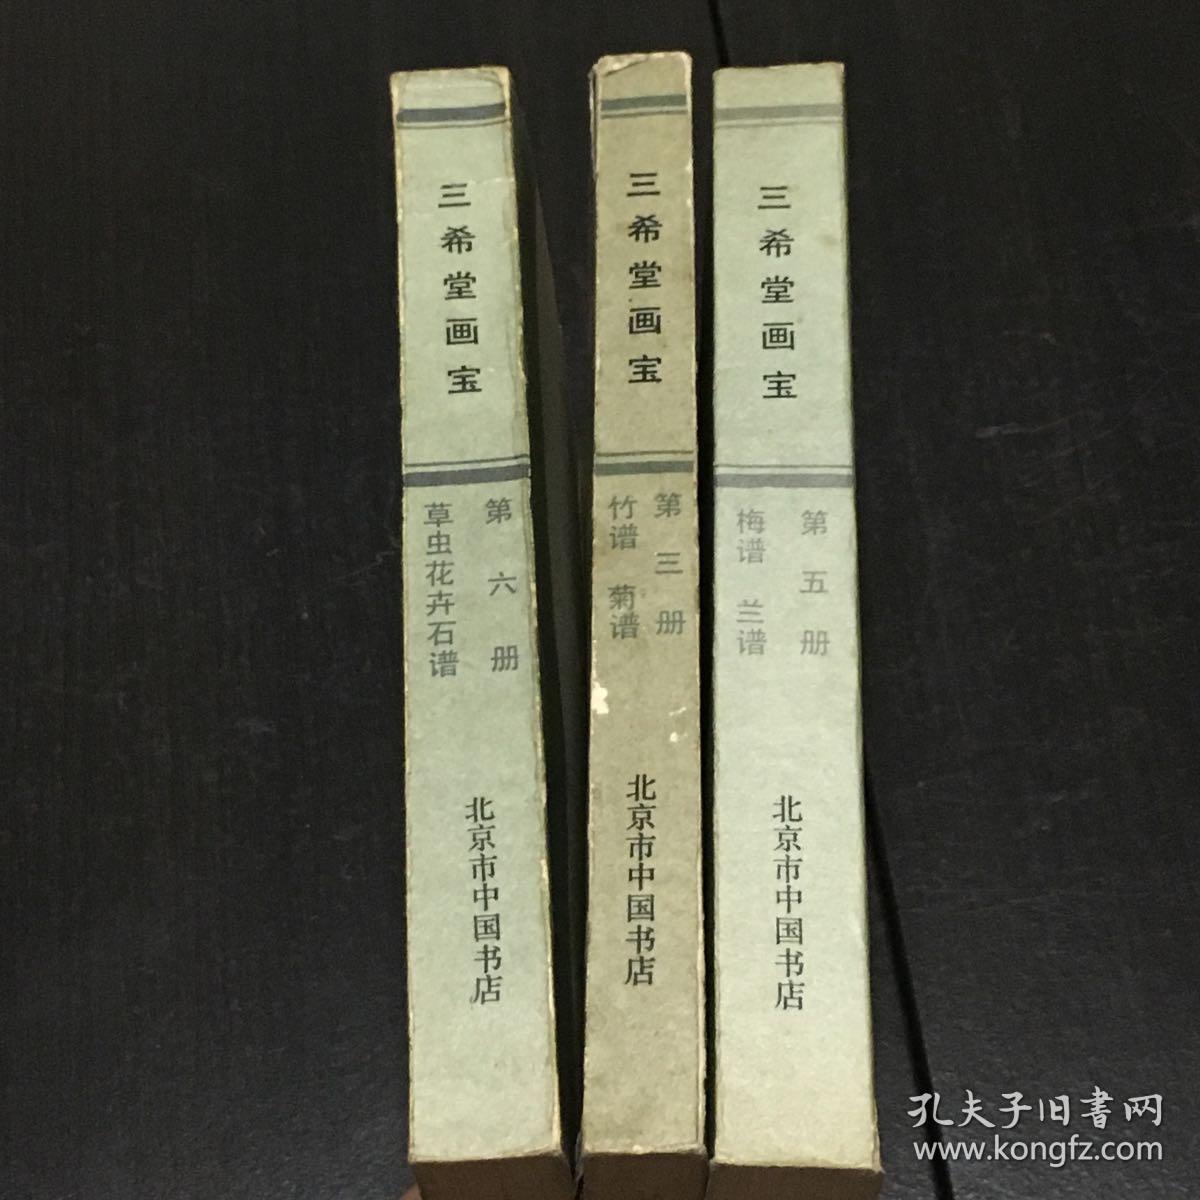 三希堂画宝
第六册
草虫花卉石谱
北京市中国书店
三希堂画宝
第三册
竹谱 菊谱
北京市中国书店
三希堂画宝
第五册
梅谱 兰谱
北京市中国书店
孔夫子旧書网
www.kongfz.com